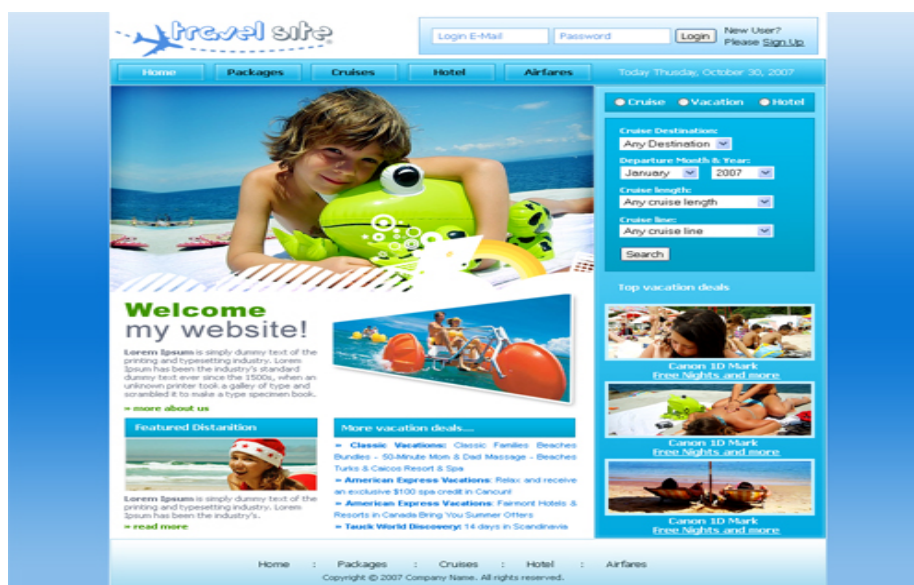 travel site
Login E-Mail
Password
Login
New User?
Please Sign Up
Home
Packages
Cruises
Hotel
Airfares
Today Thusday, October 30, 2007
Cruise
Vacation
Hotel
Cruise Destination:
Any Destination
Departure Month & Year:
January
2007
Cruise length:
Any cruise length
Cruise line:
Any cruise line
Search
Welcome
my website!
Lorem Ipsum is simply dummy text of the
printing and typesetting industry. Lorem
Ipsum has been the industry's standard
dummy text ever since the 1500s, when an
unknown printer took a galley of type and
scrambled it to make a type specimen book.
» more about us
Featured Distanition
Lorem Ipsum is simply dummy text of the
printing and typesetting industry. Lorem
Ipsum has been the industry's.
» read more
More vacation deals...
» Classic Vacations: Classic Families Beaches
Bundles - 50-Minute Mom & Dad Massage - Beaches
Turks & Caicos Resort & Spa
» American Express Vacations: Relax and receive
an exclusive $100 spa credit in Cancun!
» American Express Vacations: Fairmont Hotels &
Resorts in Canada Bring You Summer Offers
» Tauck World Discovery: 14 days in Scandinavia
Top vacation deals
Canon 1D Mark
Free Nights and more
Canon 1D Mark
Free Nights and more
Canon 1D Mark
Free Nights and more
Home : Packages : Cruises : Hotel : Airfares
Copyright © 2007 Company Name. All rights reserved.